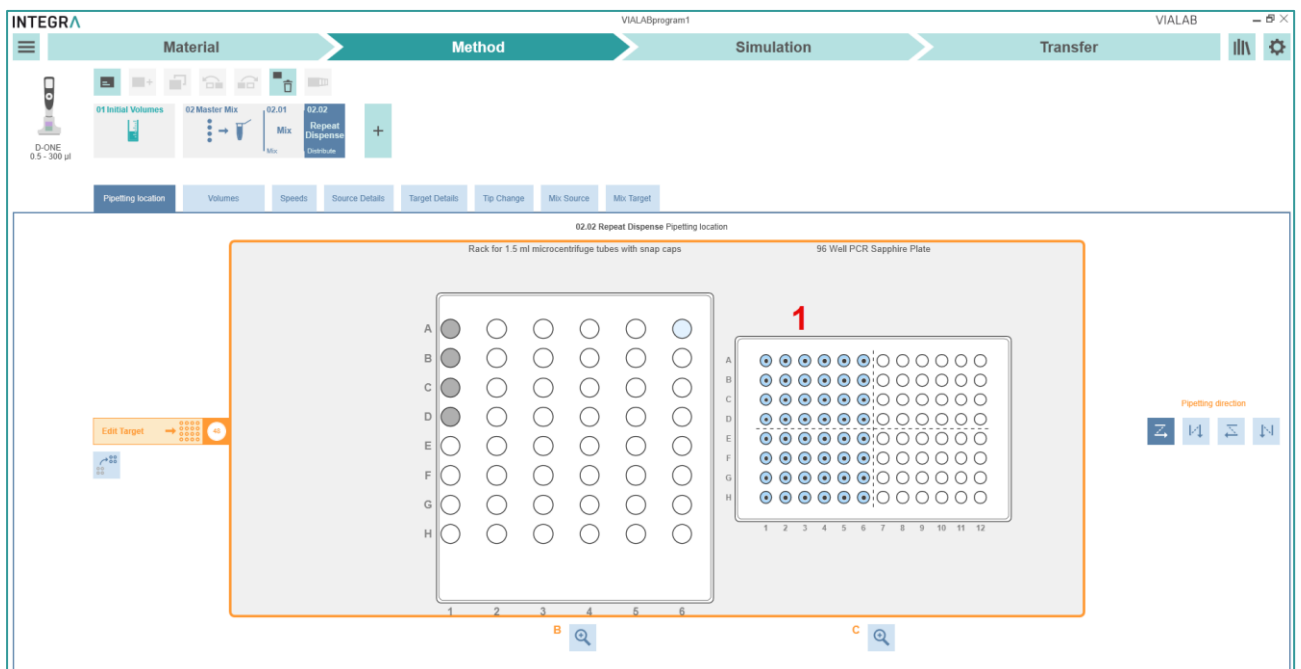 INTEGRA
VIALABprogram1
VIALAB
Material
Method
Simulation
Transfer
D-ONE
0.5 - 300 µl
01 Initial Volumes
02 Master Mix
02.01
Mix
Mix
02.02
Repeat
Dispense
Distribute
+
Pipetting location
Volumes
Speeds
Source Details
Target Details
Tip Change
Mix Source
Mix Target
02.02 Repeat Dispense Pipetting location
Rack for 1.5 ml microcentrifuge tubes with snap caps
96 Well PCR Sapphire Plate
1
A
B
C
D
E
F
G
H
1 2 3 4 5 6
A
B
C
D
E
F
G
H
1 2 3 4 5 6 7 8 9 10 11 12
Edit Target
Pipetting direction
B
C